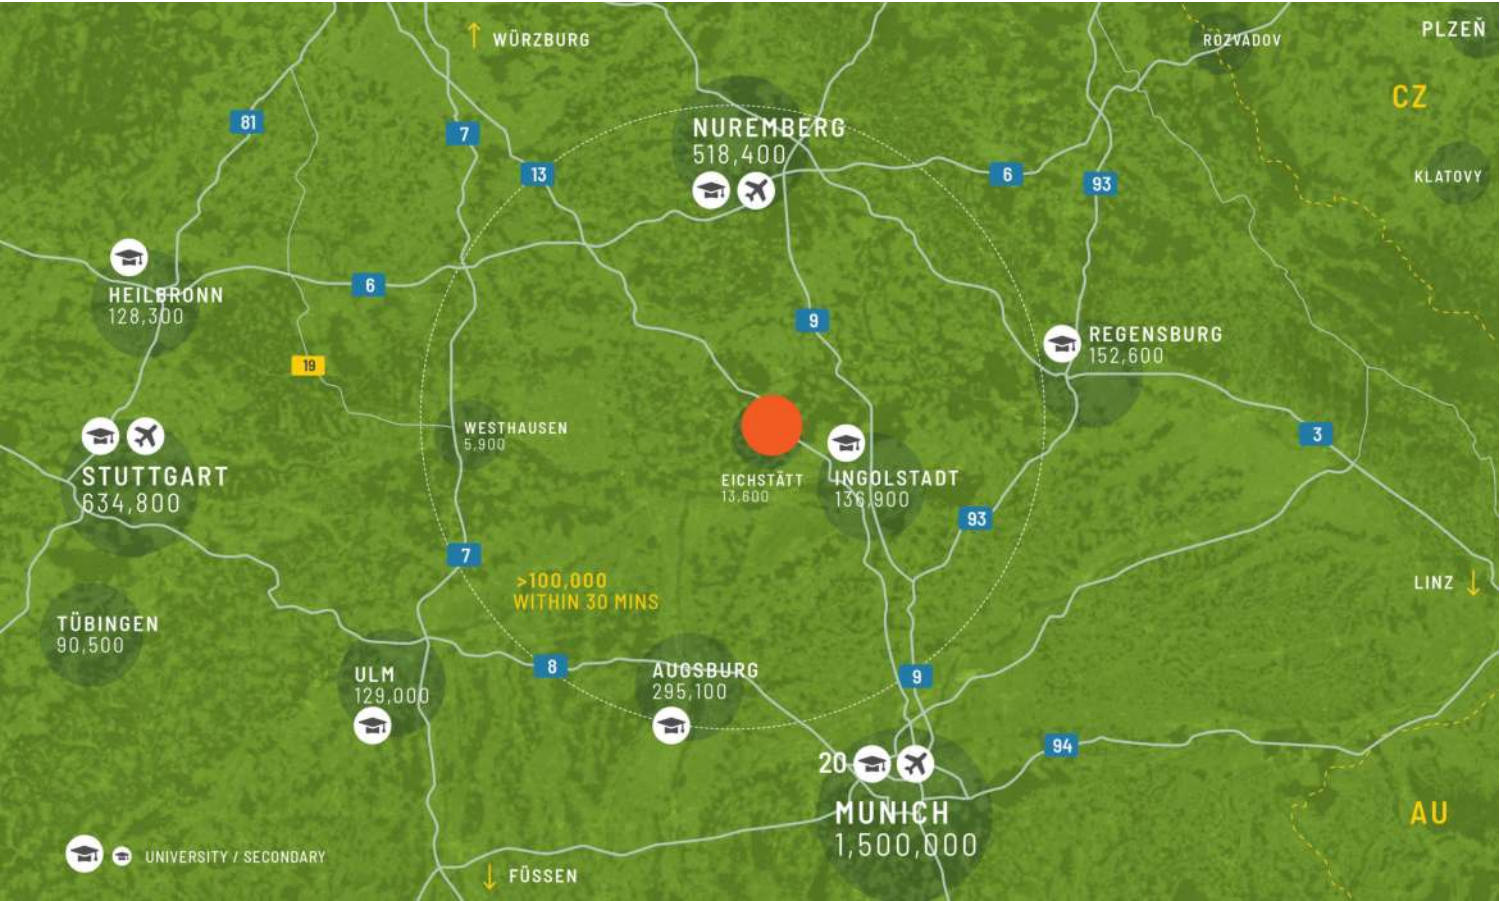 WÜRZBURG
ROZVADOV
PLZEŇ
CZ
81
7
13
NUREMBERG
518,400
6
93
KLATOVY
HEILBRONN
128,300
6
9
REGENSBURG
152,600
19
WESTHAUSEN
5,900
3
STUTTGART
634,800
EICHSTÄTT
13,600
INGOLSTADT
136,900
93
7
>100,000
WITHIN 30 MINS
LINZ
TÜBINGEN
90,500
ULM
129,000
8
AUGSBURG
295,100
9
94
20
MUNICH
1,500,000
AU
UNIVERSITY / SECONDARY
FÜSSEN